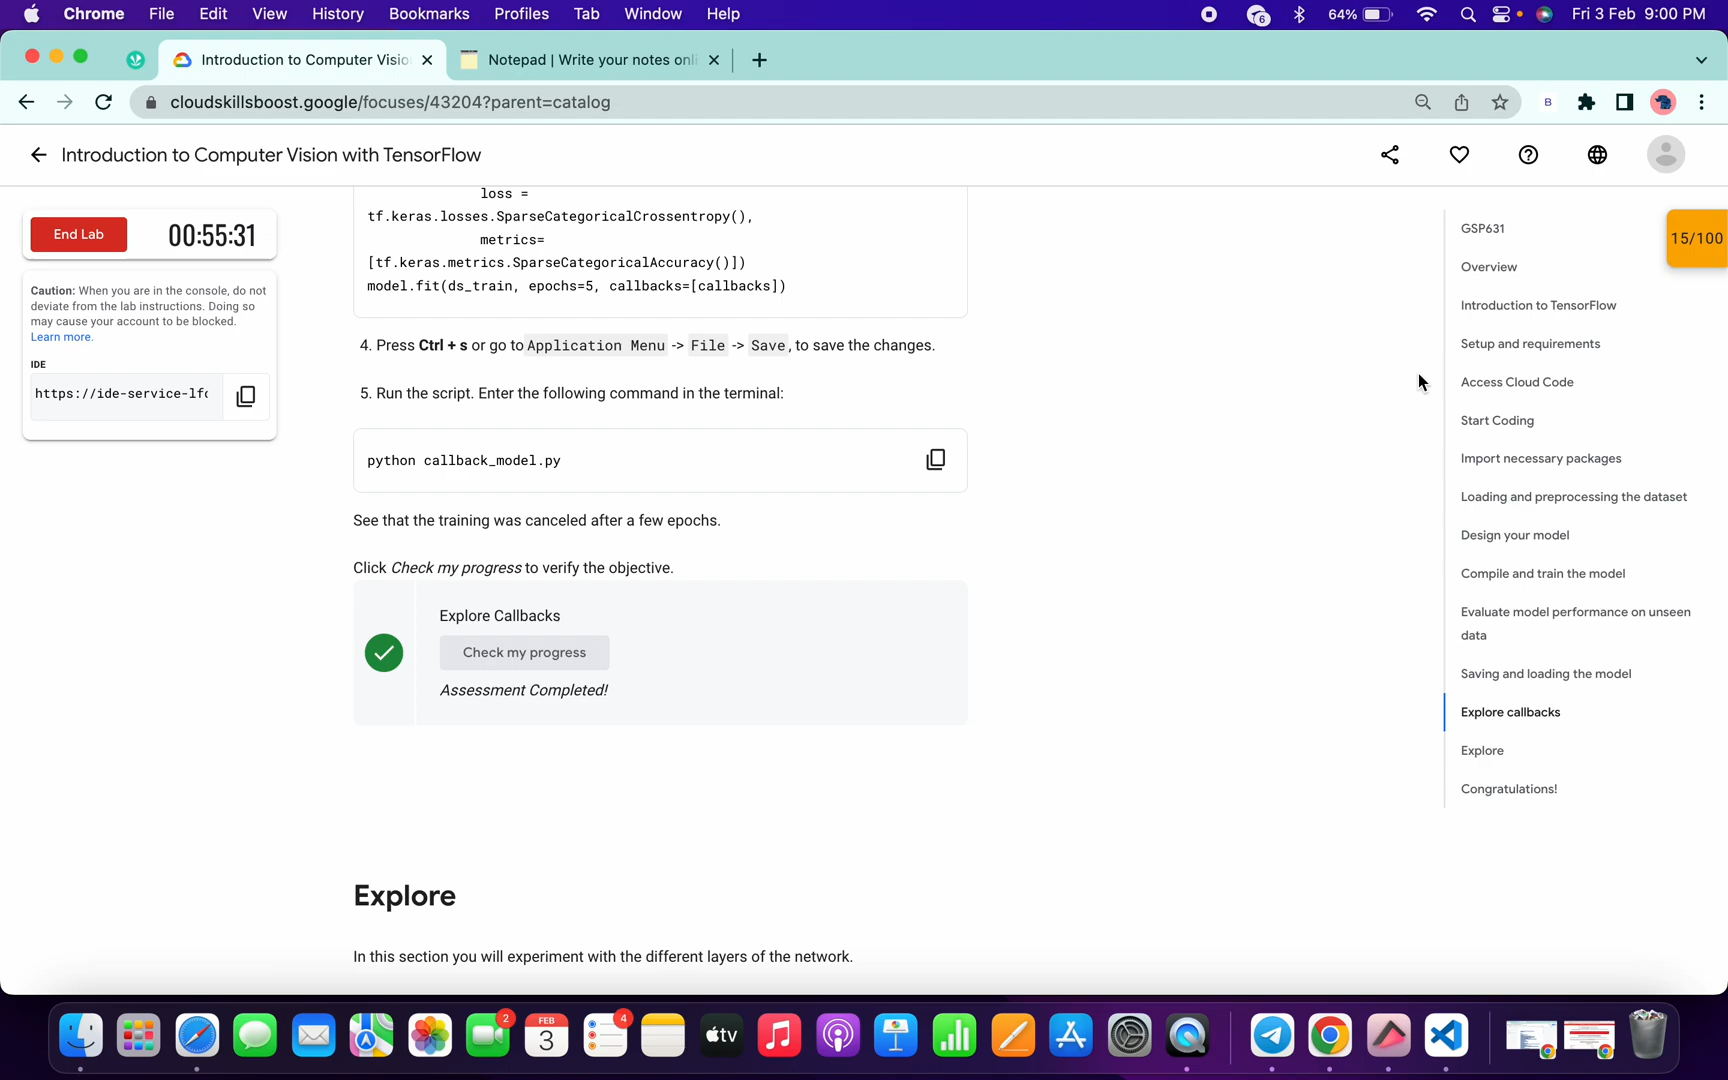 Chrome File Edit View History Bookmarks Profiles Tab Window Help 6 64% Fri 3 Feb 9:00 PM
Introduction to Computer Visio
Notepad | Write your notes onli
cloudskillsboost.google/focuses/43204?parent=catalog
B
Introduction to Computer Vision with TensorFlow
End Lab
00:55:31
Caution: When you are in the console, do not
deviate from the lab instructions. Doing so
may cause your account to be blocked.
Learn more.
IDE
https://ide-service-lfc
loss =
tf.keras.losses.SparseCategoricalCrossentropy(),
metrics=
[tf.keras.metrics.SparseCategoricalAccuracy()])
model.fit(ds_train, epochs=5, callbacks=[callbacks])
4. Press Ctrl + s or go to Application Menu -> File -> Save, to save the changes.
5. Run the script. Enter the following command in the terminal:
python callback_model.py
See that the training was canceled after a few epochs.
Click Check my progress to verify the objective.
Explore Callbacks
Check my progress
Assessment Completed!
Explore
In this section you will experiment with the different layers of the network.
GSP631
Overview
Introduction to TensorFlow
Setup and requirements
Access Cloud Code
Start Coding
Import necessary packages
Loading and preprocessing the dataset
Design your model
Compile and train the model
Evaluate model performance on unseen
data
Saving and loading the model
Explore callbacks
Explore
Congratulations!
15/100
2
FEB
3
4
tv